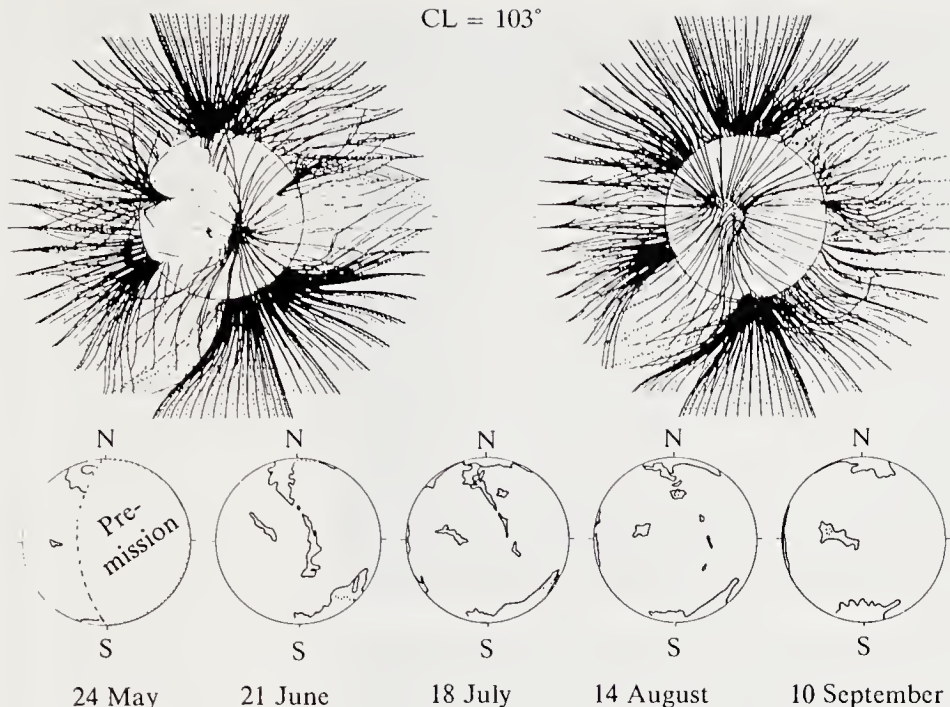 CL = 103°
N N N N N
Pre-
mission
S S S S S
24 May 21 June 18 July 14 August 10 September